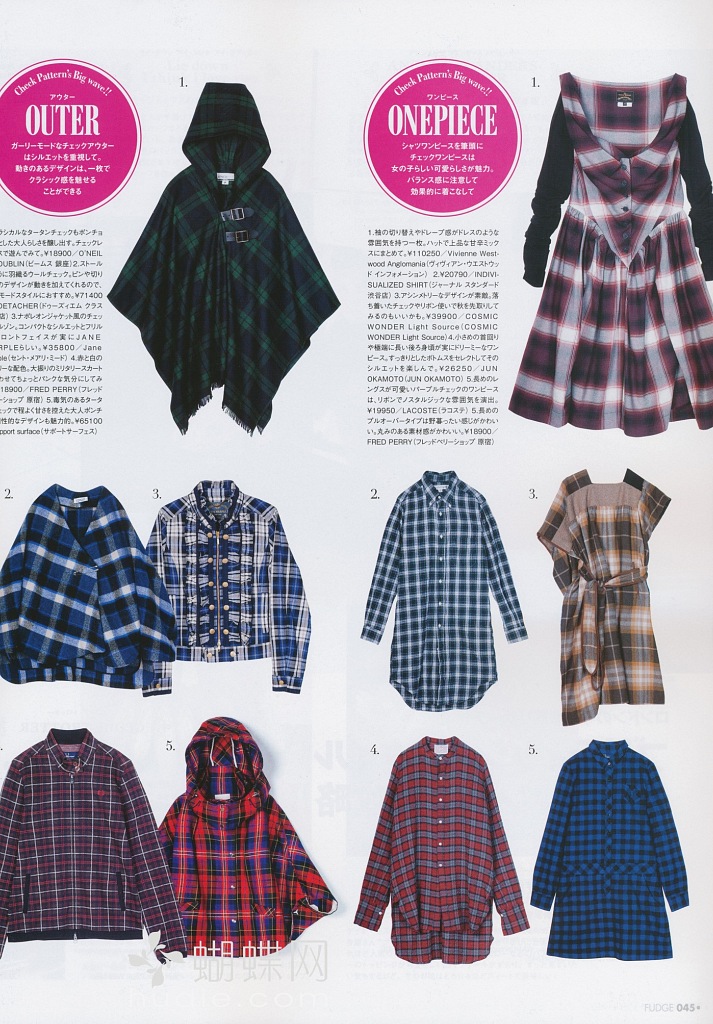 Check Pattern's Big wave!!
アウター
OUTER
ガーリーモードなチェックアウター
はシルエットを重視して。
動きのあるデザインは、一枚で
クラシック感を魅せる
ことができる
1.
ラシカルなタータンチェックもポンチョ
とした大人らしさを醸し出す。チェックレ
スで遊んでみて。¥18900／O'NEIL
DUBLIN(ビームス 銀座)2.ストール
に羽織るウールチェック。ピンや切り
のデザインが動きを加えてくれるので、
モードスタイルにおすすめ。¥71400
DETACHER(ドゥーズィエム クラス
店)3.ナポレオンジャケット風のチェッ
ルゾン。コンパクトなシルエットとフリル
ロントフェイスが実にJANE
RPLEらしい。¥35800／Jane
ple(セント・メアリ・ミード) 4.赤と白の
リーな配色。大振りのミリタリースカート
わせてちょっとパンクな気分にしてみ
18900／FRED PERRY(フレッド
ーショップ 原宿)5.毒気のあるタータ
ェックで程よく甘さを控えた大人ポンチ
個性的なデザインも魅力的。¥65100
pport surface(サポートサーフェス)
2.
3.
5.
Check Pattern's Big wave!!
ワンピース
ONEPIECE
シャツワンピースを筆頭に
チェックワンピースは
女の子らしい可愛らしさが魅力。
バランス感に注意して
効果的に着こなして
1.
1.袖の切り替えやドレープ感がドレスのような
雰囲気を持つ一枚。ハットで上品な甘辛ミック
スにまとめて。¥110250／Vivienne West-
wood Anglomania(ヴィヴィアン・ウエストウッ
ド インフォメーション) 2.¥20790／INDIVI-
SUALIZED SHIRT(ジャーナル スタンダード
渋谷店) 3.アシンメトリーなデザインが素敵。落
ち着いたチェックやリボン使いで秋を先取りして
みるのもいいかも。¥39900／COSMIC
WONDER Light Source(COSMIC
WONDER Light Source)4.小さめの首回り
や極端に長い後ろ身頃が実にドリーミーなワン
ピース。すっきりとしたボトムスをセレクトしてその
シルエットを楽しんで。¥26250／JUN
OKAMOTO(JUN OKAMOTO) 5.長めのレ
ングスが可愛いパープルチェックのワンピース
は、リボンでノスタルジックな雰囲気を演出。
¥19950／LACOSTE(ラコステ) 5.長めの
プルオーバータイプは野暮ったい感じがかわい
い。丸みのある素材感がかわいい。¥18900／
FRED PERRY(フレッドペリーショップ 原宿)
2.
3.
4.
5.
蝴蝶网
FUDGE 045